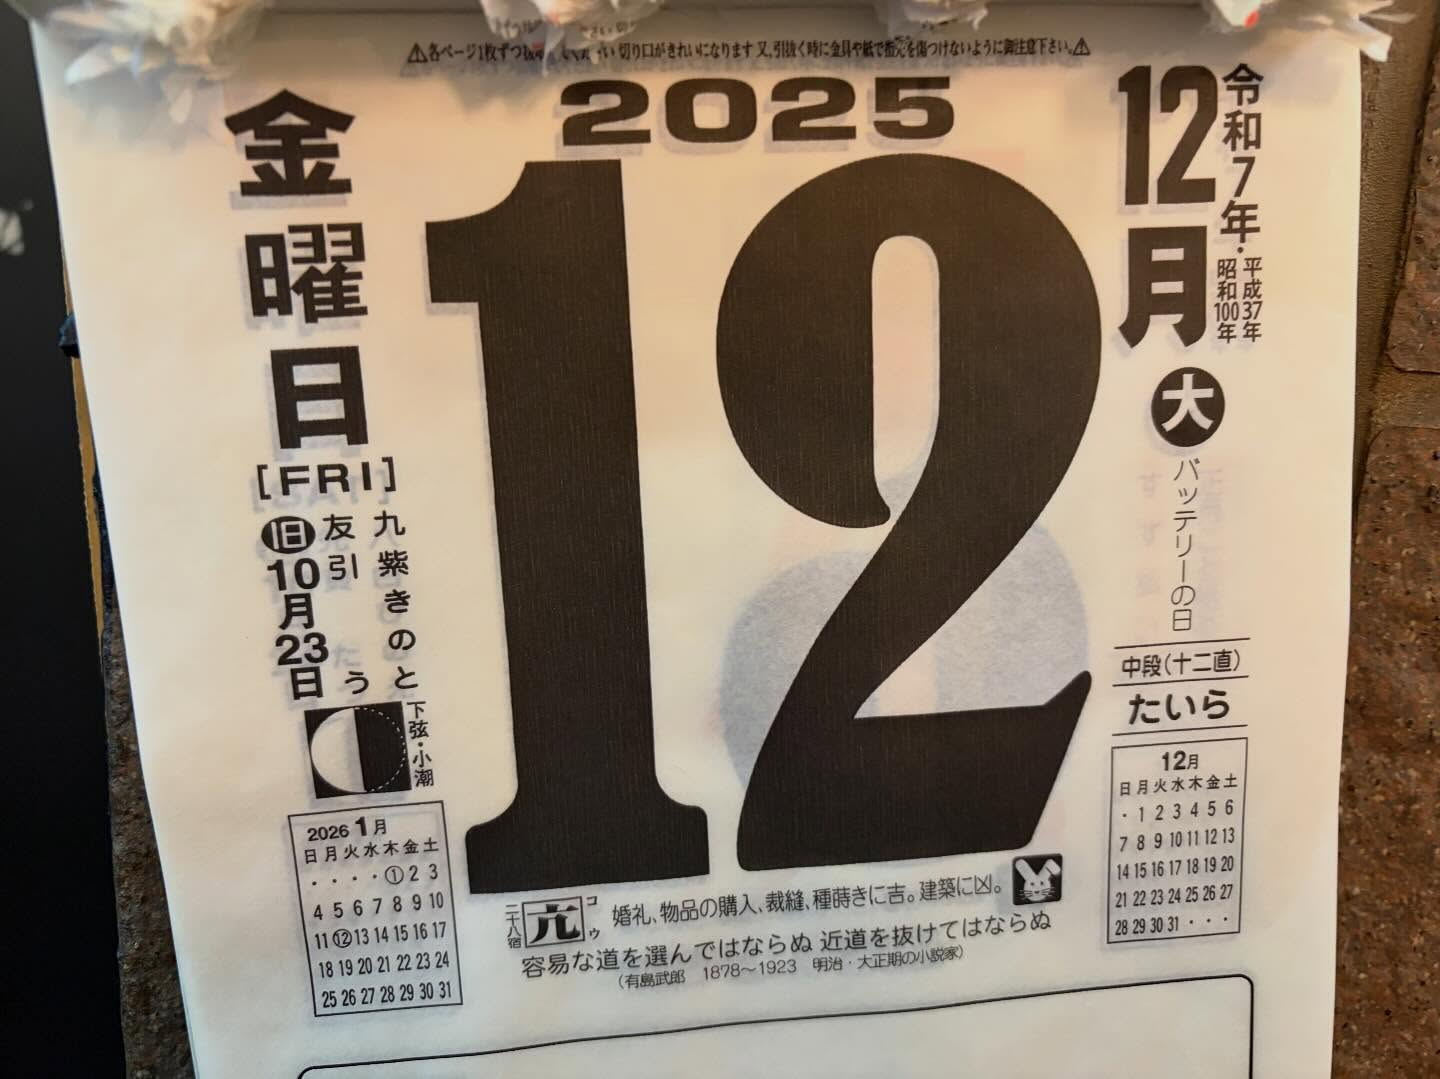 ⚠各ページ1枚ずつ
切り口がきれいになります 又、引抜く時に金具や紙で指元を傷つけないように御注意下さい。⚠
2025
12月
令和7年・平成37年
昭和100年
大
バッテリーの日
中段(十二直)
たいら
12
金曜日
[FRI]
九紫きのとう
友引
旧10月23日
下弦・小潮
2026 1月
日月火水木金土
・・・・①2 3
4 5 6 7 8 9 10
11 ⑫ 13 14 15 16 17
18 19 20 21 22 23 24
25 26 27 28 29 30 31
12月
日月火水木金土
・1 2 3 4 5 6
7 8 9 10 11 12 13
14 15 16 17 18 19 20
21 22 23 24 25 26 27
28 29 30 31・・・
二十八宿 亢 コウ 婚礼、物品の購入、裁縫、種蒔きに吉。建築に凶。
容易な道を選んではならぬ 近道を抜けてはならぬ
(有島武郎 1878〜1923 明治・大正期の小説家)